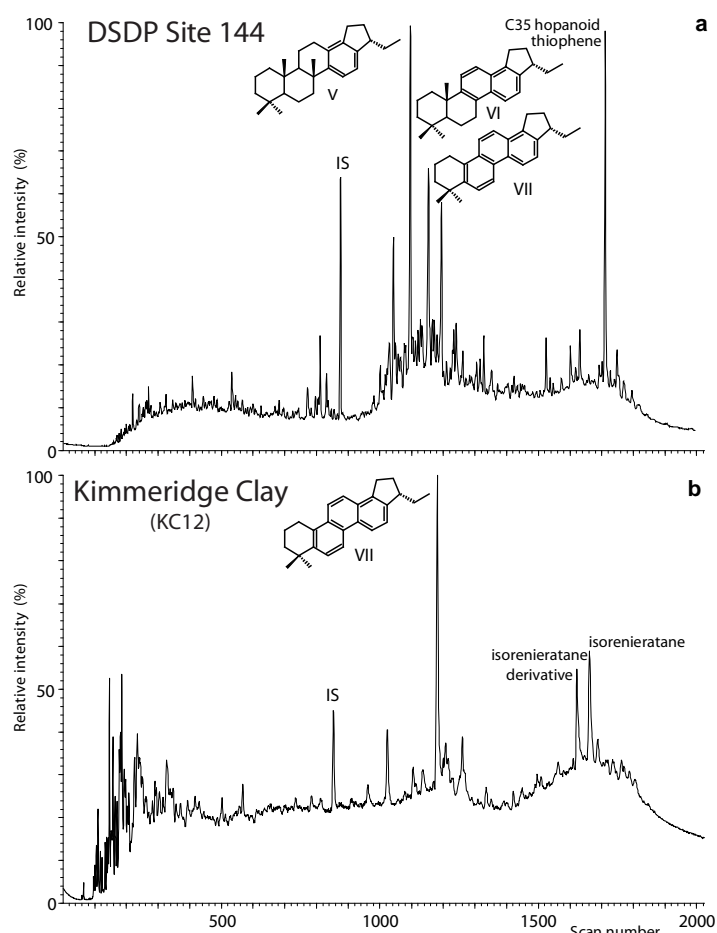 100
DSDP Site 144
C35 hopanoid
thiophene
a
V
VI
VII
IS
Relative intensity (%)
50
0
100
Kimmeridge Clay
(KC12)
b
VII
isorenieratane
isorenieratane
derivative
IS
Relative intensity (%)
50
0
500
1000
1500
2000
Scan number